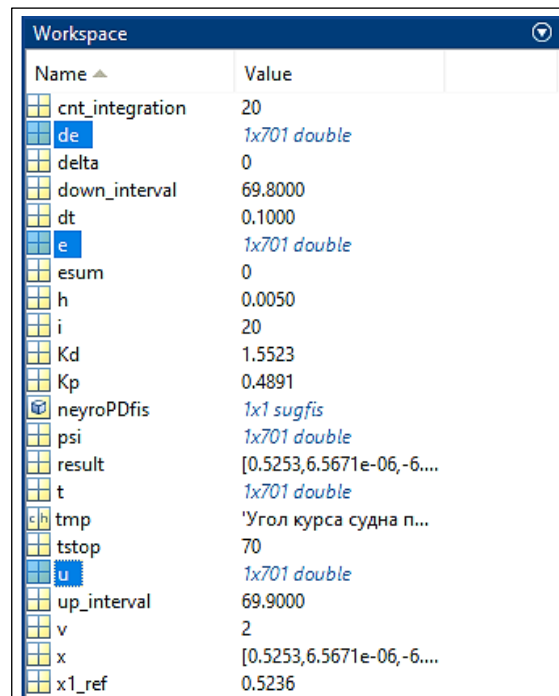 Workspace
Name Value
cnt_integration 20
de 1x701 double
delta 0
down_interval 69.8000
dt 0.1000
e 1x701 double
esum 0
h 0.0050
i 20
Kd 1.5523
Kp 0.4891
neyroPDfis 1x1 sugfis
psi 1x701 double
result [0.5253,6.5671e-06,-6....
t 1x701 double
ch tmp 'Угол курса судна п...
tstop 70
u 1x701 double
up_interval 69.9000
v 2
x [0.5253,6.5671e-06,-6....
x1_ref 0.5236